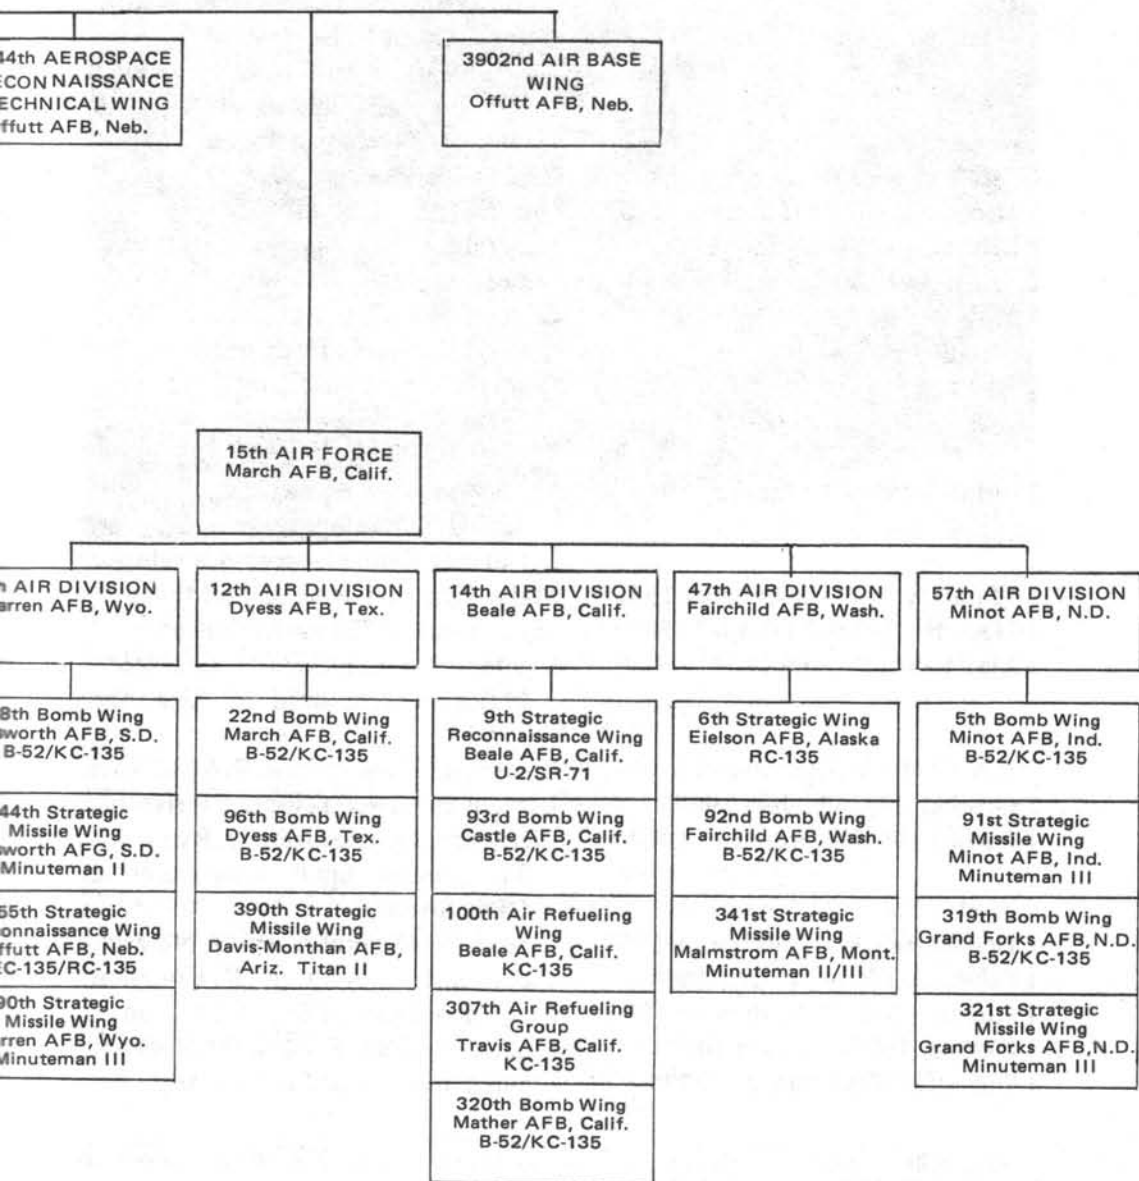 44th AEROSPACE
ECONNAISSANCE
ECHNICAL WING
ffutt AFB, Neb.
3902nd AIR BASE
WING
Offutt AFB, Neb.
15th AIR FORCE
March AFB, Calif.
h AIR DIVISION
arren AFB, Wyo.
12th AIR DIVISION
Dyess AFB, Tex.
14th AIR DIVISION
Beale AFB, Calif.
47th AIR DIVISION
Fairchild AFB, Wash.
57th AIR DIVISION
Minot AFB, N.D.
8th Bomb Wing
sworth AFB, S.D.
B-52/KC-135
44th Strategic
Missile Wing
sworth AFG, S.D.
Minuteman II
55th Strategic
connaissance Wing
ffutt AFB, Neb.
EC-135/RC-135
90th Strategic
Missile Wing
rren AFB, Wyo.
Minuteman III
22nd Bomb Wing
March AFB, Calif.
B-52/KC-135
96th Bomb Wing
Dyess AFB, Tex.
B-52/KC-135
390th Strategic
Missile Wing
Davis-Monthan AFB,
Ariz. Titan II
9th Strategic
Reconnaissance Wing
Beale AFB, Calif.
U-2/SR-71
93rd Bomb Wing
Castle AFB, Calif.
B-52/KC-135
100th Air Refueling
Wing
Beale AFB, Calif.
KC-135
307th Air Refueling
Group
Travis AFB, Calif.
KC-135
320th Bomb Wing
Mather AFB, Calif.
B-52/KC-135
6th Strategic Wing
Eielson AFB, Alaska
RC-135
92nd Bomb Wing
Fairchild AFB, Wash.
B-52/KC-135
341st Strategic
Missile Wing
Malmstrom AFB, Mont.
Minuteman II/III
5th Bomb Wing
Minot AFB, Ind.
B-52/KC-135
91st Strategic
Missile Wing
Minot AFB, Ind.
Minuteman III
319th Bomb Wing
Grand Forks AFB, N.D.
B-52/KC-135
321st Strategic
Missile Wing
Grand Forks AFB,N.D.
Minuteman III